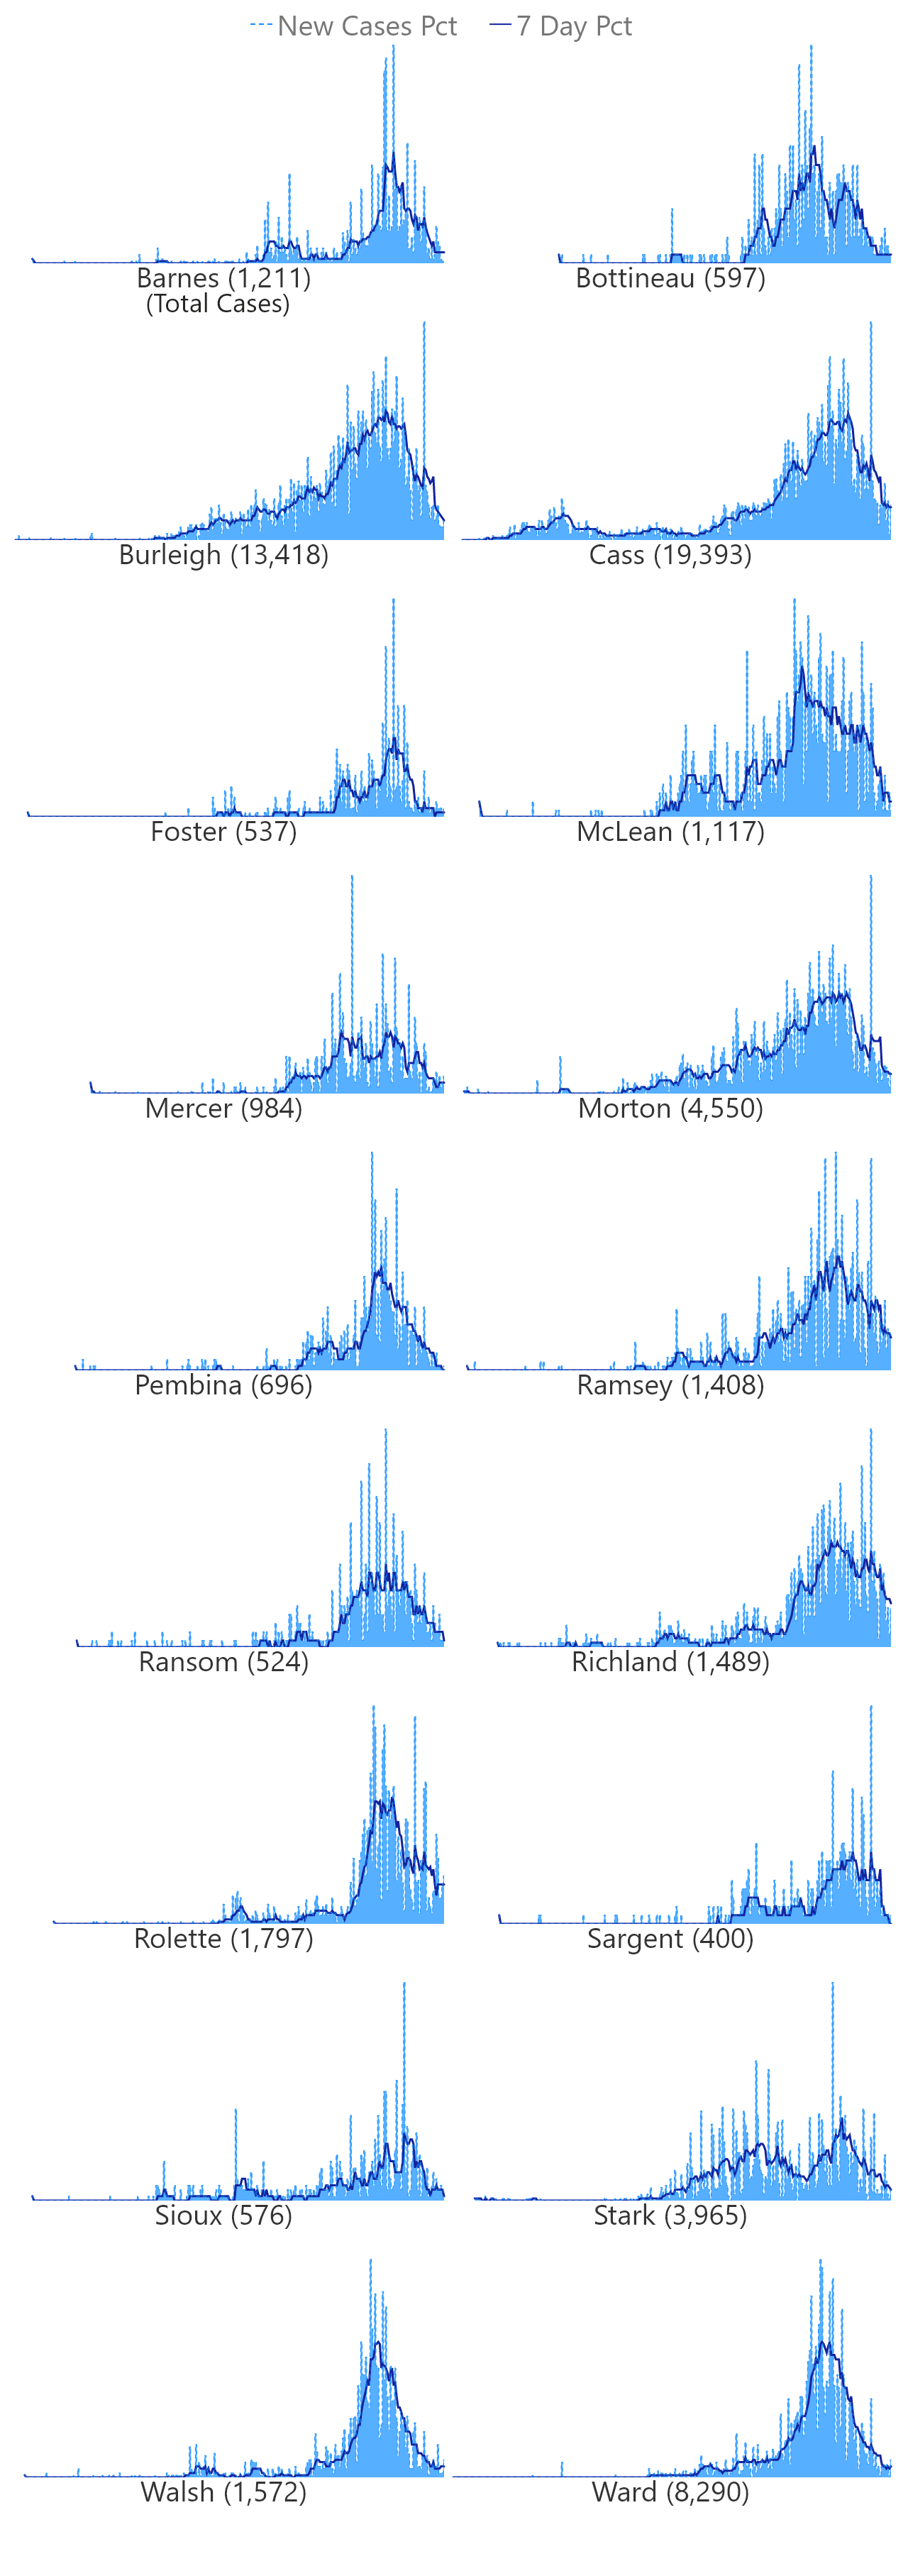 New Cases Pct 7 Day Pct
Barnes (1,211) Bottineau (597)
(Total Cases)
Burleigh (13,418) Cass (19,393)
Foster (537) McLean (1,117)
Mercer (984) Morton (4,550)
Pembina (696) Ramsey (1,408)
Ransom (524) Richland (1,489)
Rolette (1,797) Sargent (400)
Sioux (576) Stark (3,965)
Walsh (1,572) Ward (8,290)